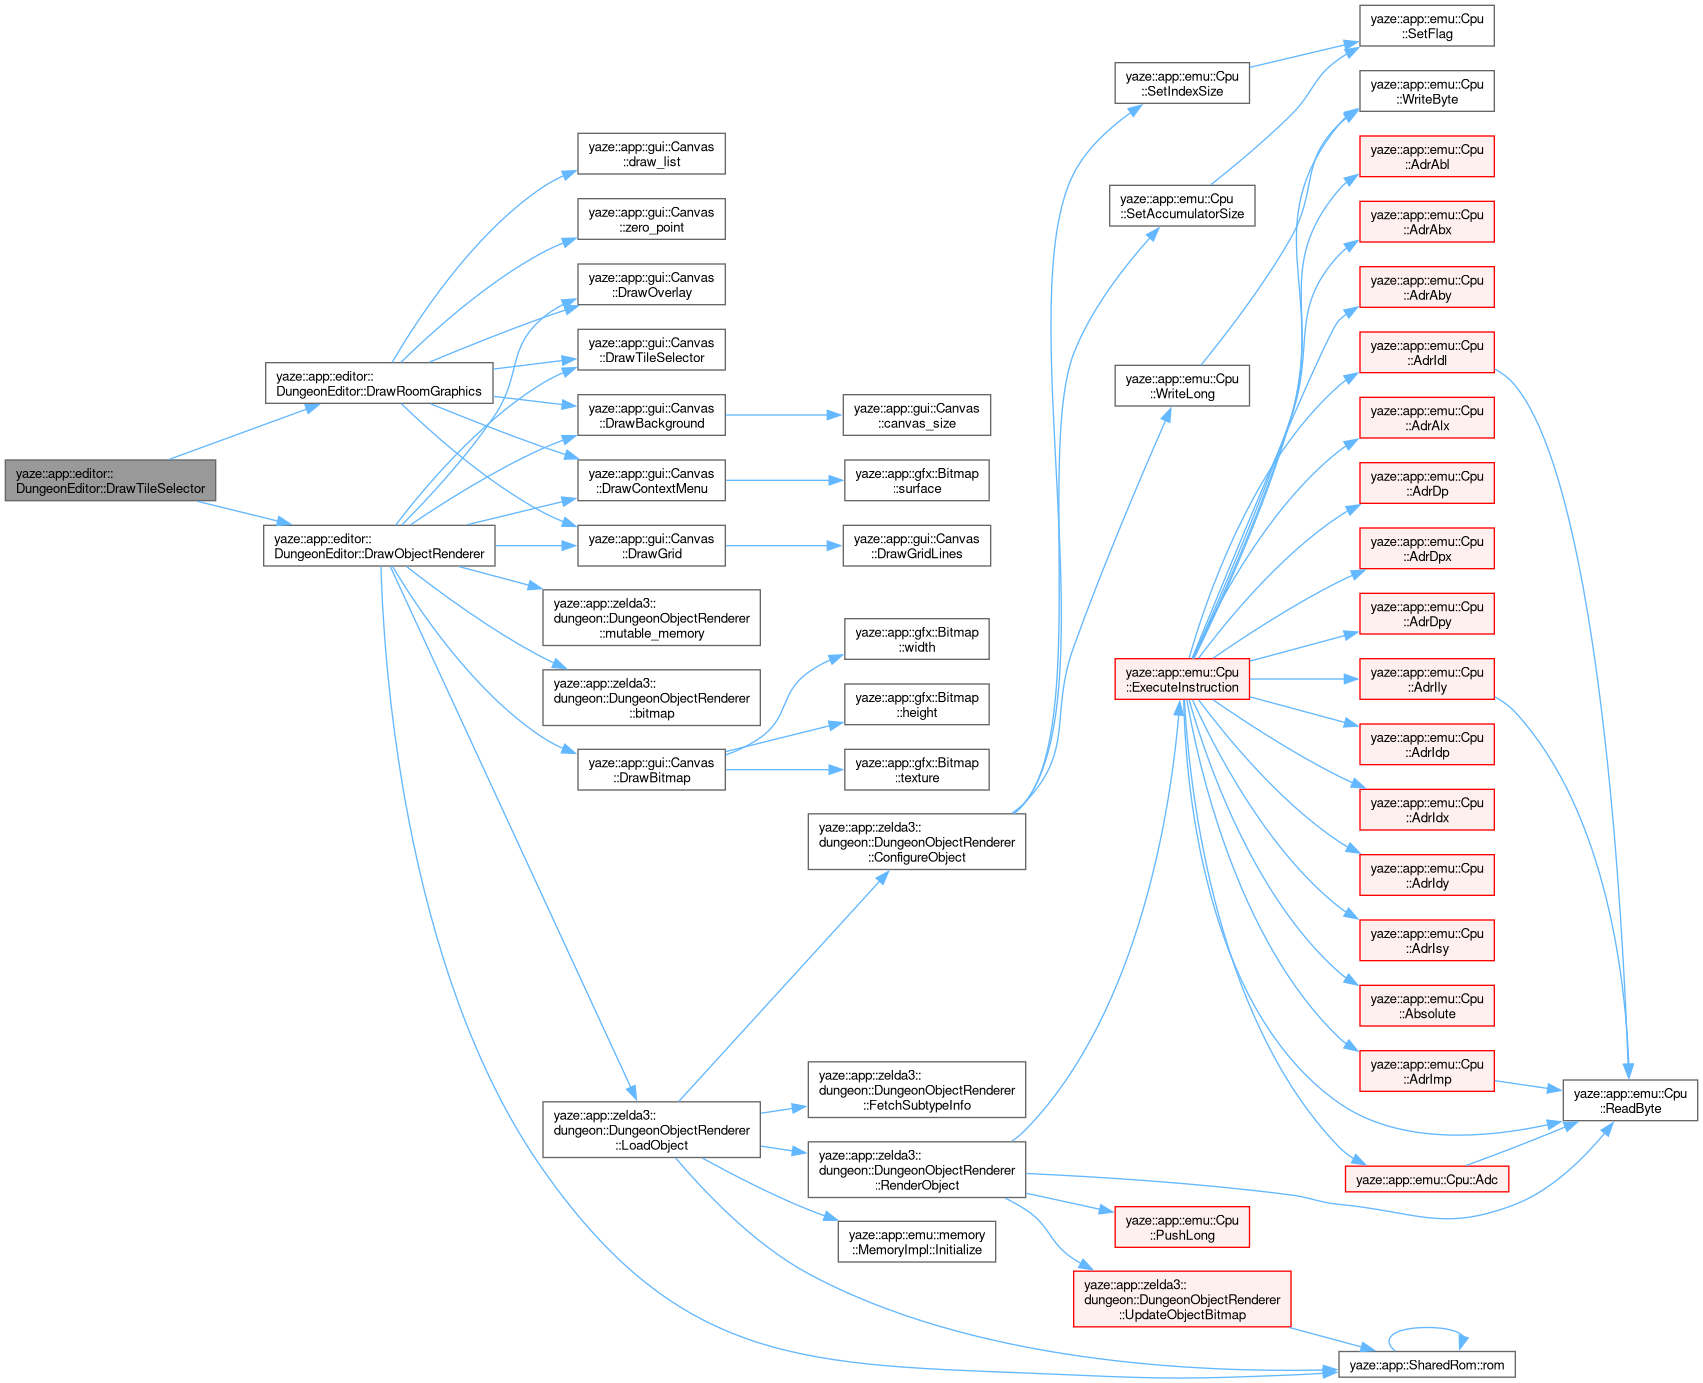 yaze::app::editor::
DungeonEditor::DrawTileSelector
yaze::app::editor::
DungeonEditor::DrawRoomGraphics
yaze::app::editor::
DungeonEditor::DrawObjectRenderer
yaze::app::gui::Canvas
::draw_list
yaze::app::gui::Canvas
::zero_point
yaze::app::gui::Canvas
::DrawOverlay
yaze::app::gui::Canvas
::DrawTileSelector
yaze::app::gui::Canvas
::DrawBackground
yaze::app::gui::Canvas
::DrawContextMenu
yaze::app::gui::Canvas
::DrawGrid
yaze::app::zelda3::
dungeon::DungeonObjectRenderer
::mutable_memory
yaze::app::zelda3::
dungeon::DungeonObjectRenderer
::bitmap
yaze::app::gui::Canvas
::DrawBitmap
yaze::app::zelda3::
dungeon::DungeonObjectRenderer
::LoadObject
yaze::app::gui::Canvas
::canvas_size
yaze::app::gfx::Bitmap
::surface
yaze::app::gui::Canvas
::DrawGridLines
yaze::app::gfx::Bitmap
::width
yaze::app::gfx::Bitmap
::height
yaze::app::gfx::Bitmap
::texture
yaze::app::zelda3::
dungeon::DungeonObjectRenderer
::ConfigureObject
yaze::app::zelda3::
dungeon::DungeonObjectRenderer
::FetchSubtypeInfo
yaze::app::zelda3::
dungeon::DungeonObjectRenderer
::RenderObject
yaze::app::emu::memory
::MemoryImpl::Initialize
yaze::app::emu::Cpu
::SetIndexSize
yaze::app::emu::Cpu
::SetAccumulatorSize
yaze::app::emu::Cpu
::WriteLong
yaze::app::emu::Cpu
::ExecuteInstruction
yaze::app::emu::Cpu
::PushLong
yaze::app::zelda3::
dungeon::DungeonObjectRenderer
::UpdateObjectBitmap
yaze::app::emu::Cpu
::SetFlag
yaze::app::emu::Cpu
::WriteByte
yaze::app::emu::Cpu
::AdrAbl
yaze::app::emu::Cpu
::AdrAbx
yaze::app::emu::Cpu
::AdrAby
yaze::app::emu::Cpu
::AdrIdl
yaze::app::emu::Cpu
::AdrAlx
yaze::app::emu::Cpu
::AdrDp
yaze::app::emu::Cpu
::AdrDpx
yaze::app::emu::Cpu
::AdrDpy
yaze::app::emu::Cpu
::AdrIly
yaze::app::emu::Cpu
::AdrIdp
yaze::app::emu::Cpu
::AdrIdx
yaze::app::emu::Cpu
::AdrIdy
yaze::app::emu::Cpu
::AdrIsy
yaze::app::emu::Cpu
::Absolute
yaze::app::emu::Cpu
::AdrImp
yaze::app::emu::Cpu::Adc
yaze::app::SharedRom::rom
yaze::app::emu::Cpu
::ReadByte